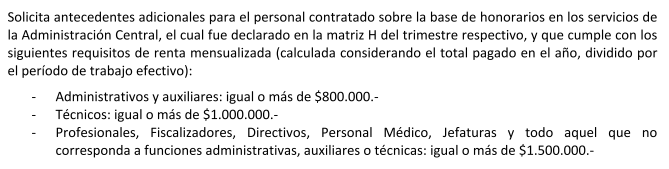 Solicita antecedentes adicionales para el personal contratado sobre la base de honorarios en los servicios de
la Administración Central, el cual fue declarado en la matriz H del trimestre respectivo, y que cumple con los
siguientes requisitos de renta mensualizada (calculada considerando el total pagado en el año, dividido por
el período de trabajo efectivo):
- Administrativos y auxiliares: igual o más de $800.000.-
- Técnicos: igual o más de $1.000.000.-
- Profesionales, Fiscalizadores, Directivos, Personal Médico, Jefaturas y todo aquel que no
corresponda a funciones administrativas, auxiliares o técnicas: igual o más de $1.500.000.-